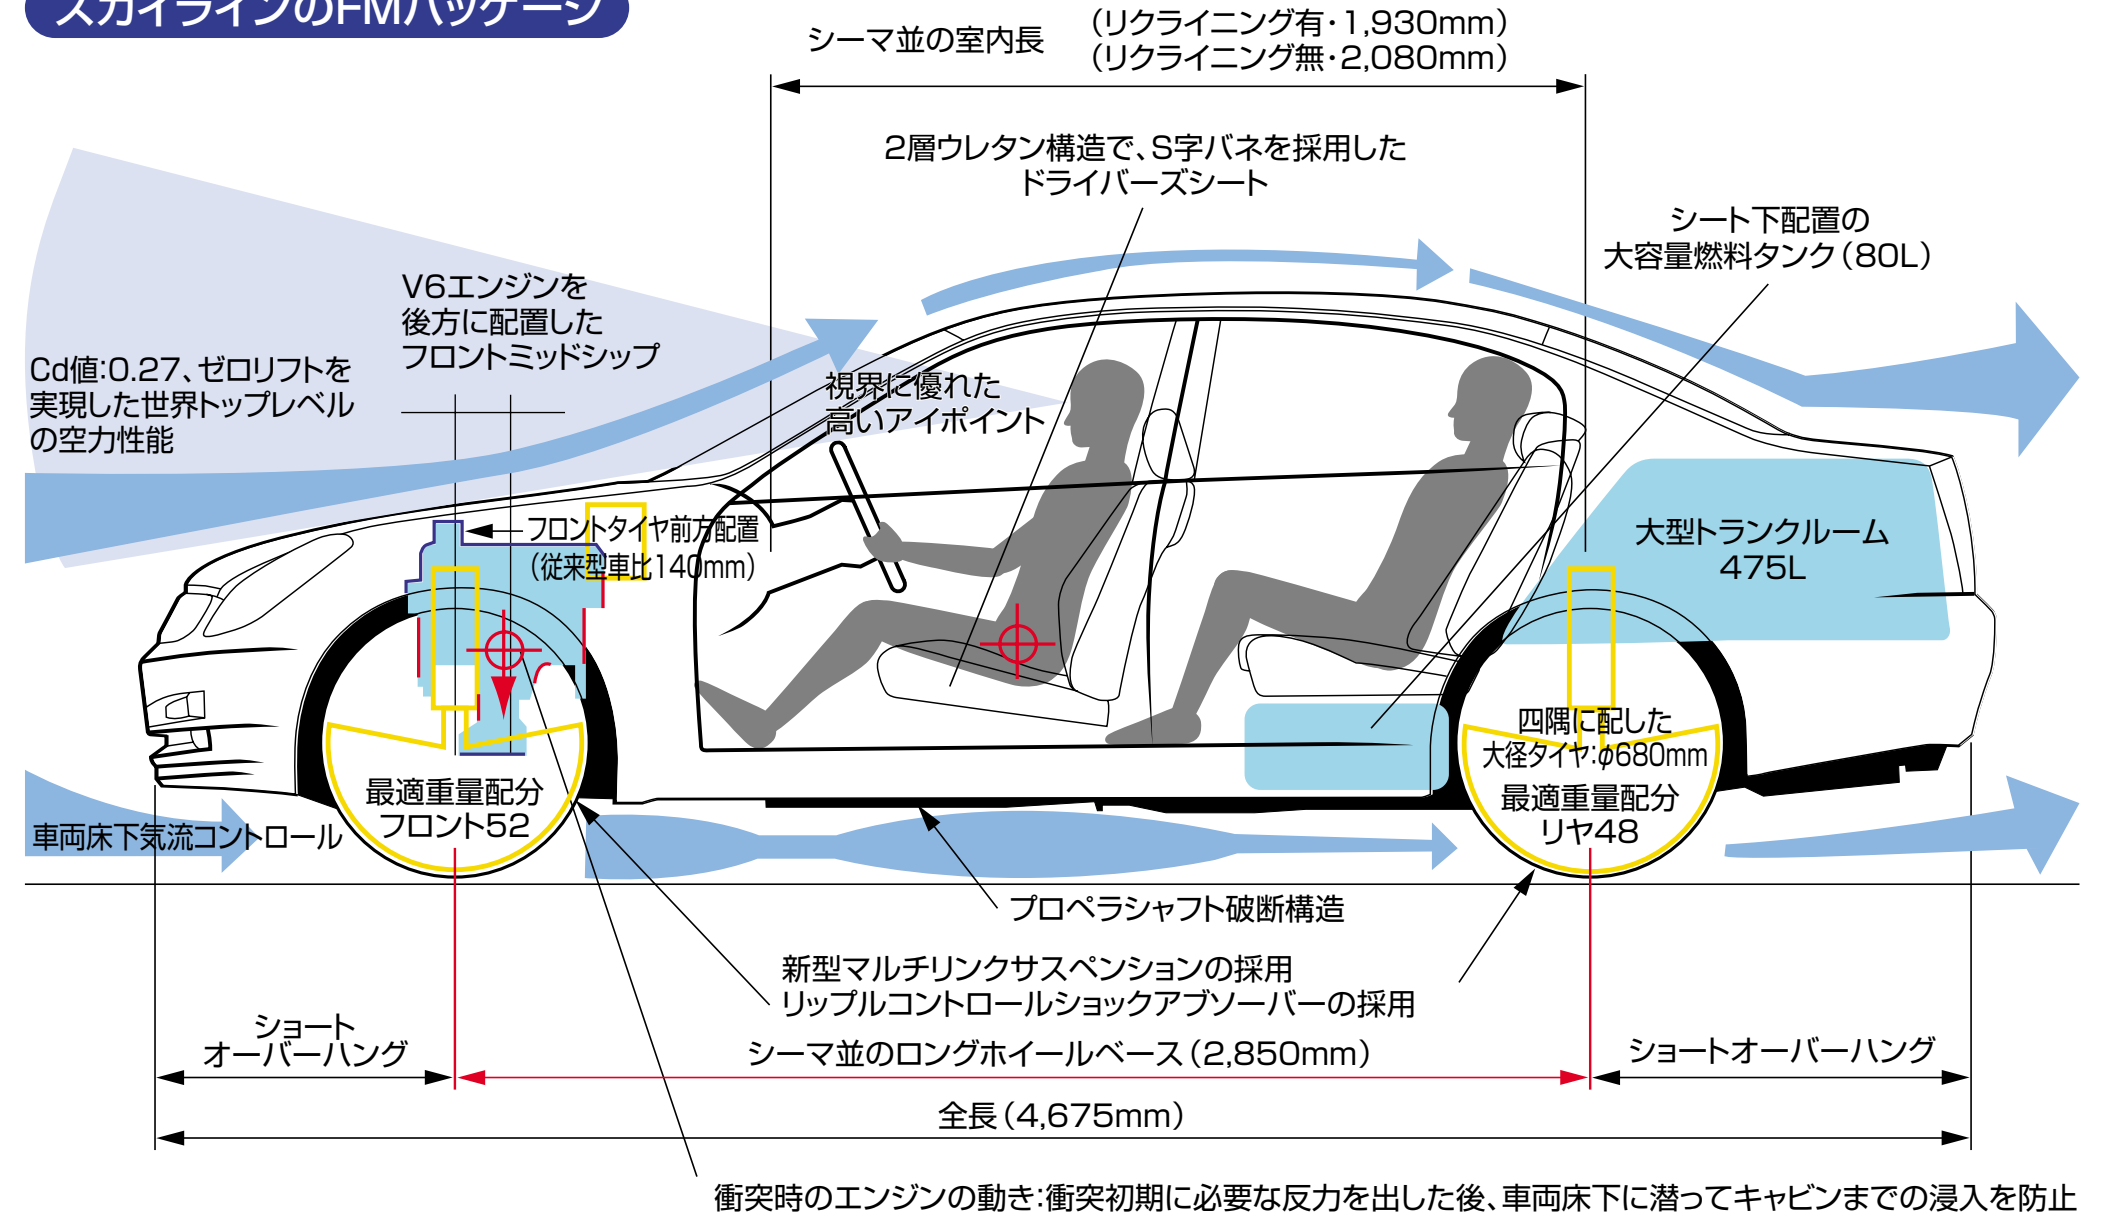 スカイラインのFMパッケージ
シーマ並の室内長
（リクライニング有・1,930mm）
（リクライニング無・2,080mm）
2層ウレタン構造で、S字バネを採用した
ドライバーズシート
シート下配置の
大容量燃料タンク（80L）
V6エンジンを
後方に配置した
フロントミッドシップ
Cd値:0.27、ゼロリフトを
実現した世界トップレベル
の空力性能
視界に優れた
高いアイポイント
フロントタイヤ前方配置
（従来型車比140mm）
大型トランクルーム
475L
四隅に配した
大径タイヤ:φ680mm
最適重量配分
リヤ48
最適重量配分
フロント52
車両床下気流コントロール
プロペラシャフト破断構造
新型マルチリンクサスペンションの採用
リップルコントロールショックアブソーバーの採用
ショート
オーバーハング
シーマ並のロングホイールベース（2,850mm）
ショートオーバーハング
全長（4,675mm）
衝突時のエンジンの動き:衝突初期に必要な反力を出した後、車両床下に潜ってキャビンまでの浸入を防止